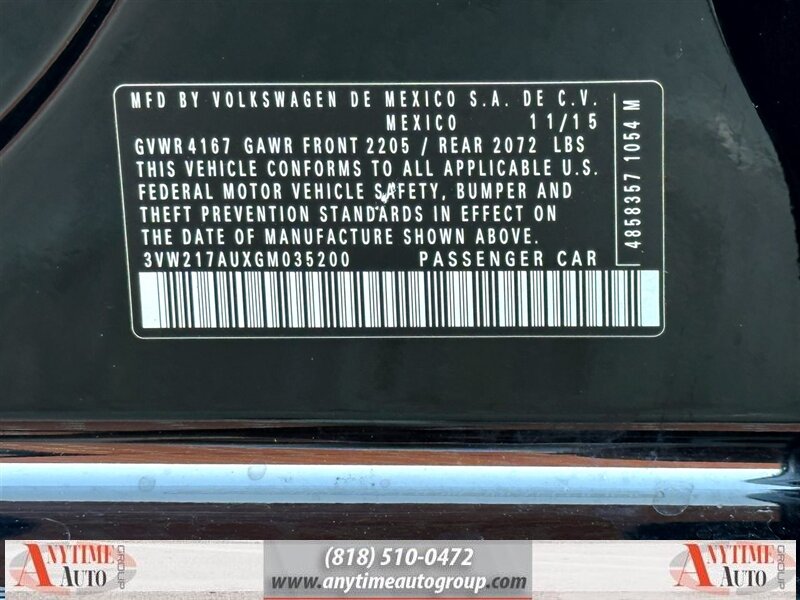 MFD BY VOLKSWAGEN DE MEXICO S.A. DE C.V.
MEXICO 11/15
GVWR 4167 GAWR FRONT 2205 / REAR 2072 LBS
THIS VEHICLE CONFORMS TO ALL APPLICABLE U.S.
FEDERAL MOTOR VEHICLE SAFETY, BUMPER AND
THEFT PREVENTION STANDARDS IN EFFECT ON
THE DATE OF MANUFACTURE SHOWN ABOVE.
3VW217AUXGM035200 PASSENGER CAR
4858357 1054 M
ANYTIME AUTO GROUP
(818) 510-0472
www.anytimeautogroup.com
ANYTIME AUTO GROUP